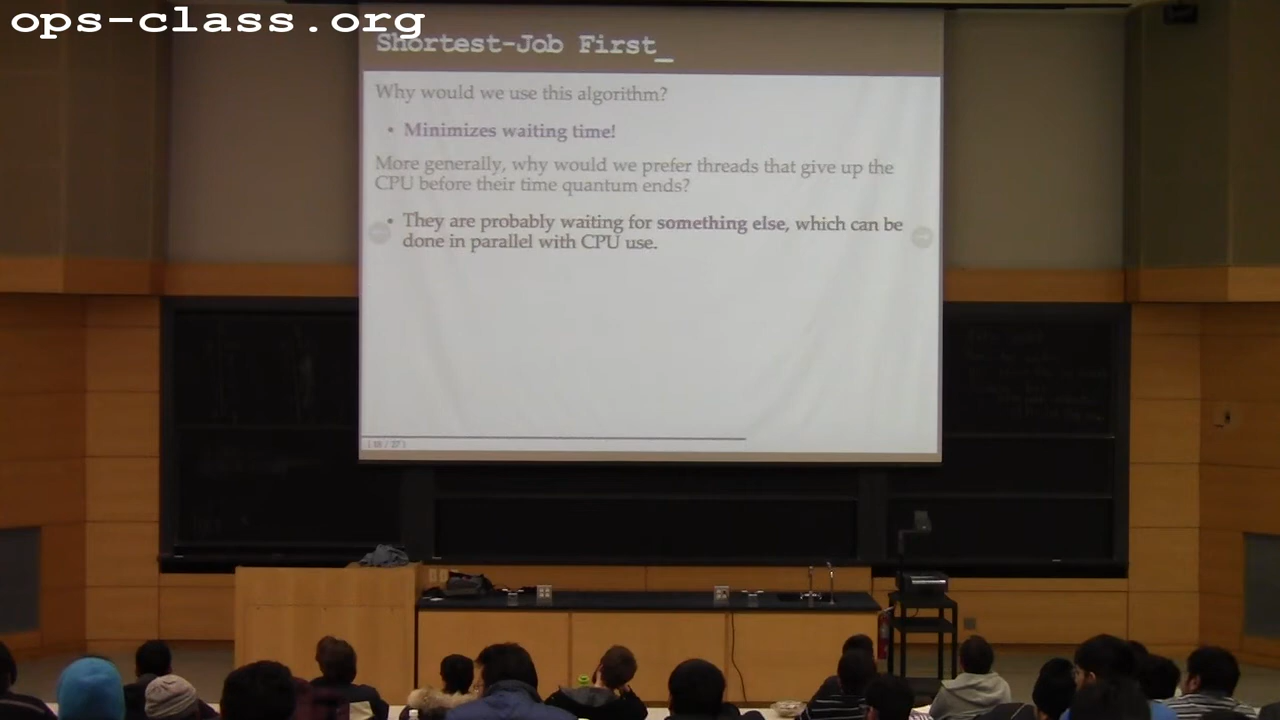 ops-class.org
Shortest-Job First_
Why would we use this algorithm?
• Minimizes waiting time!
More generally, why would we prefer threads that give up the
CPU before their time quantum ends?
• They are probably waiting for something else, which can be
done in parallel with CPU use.